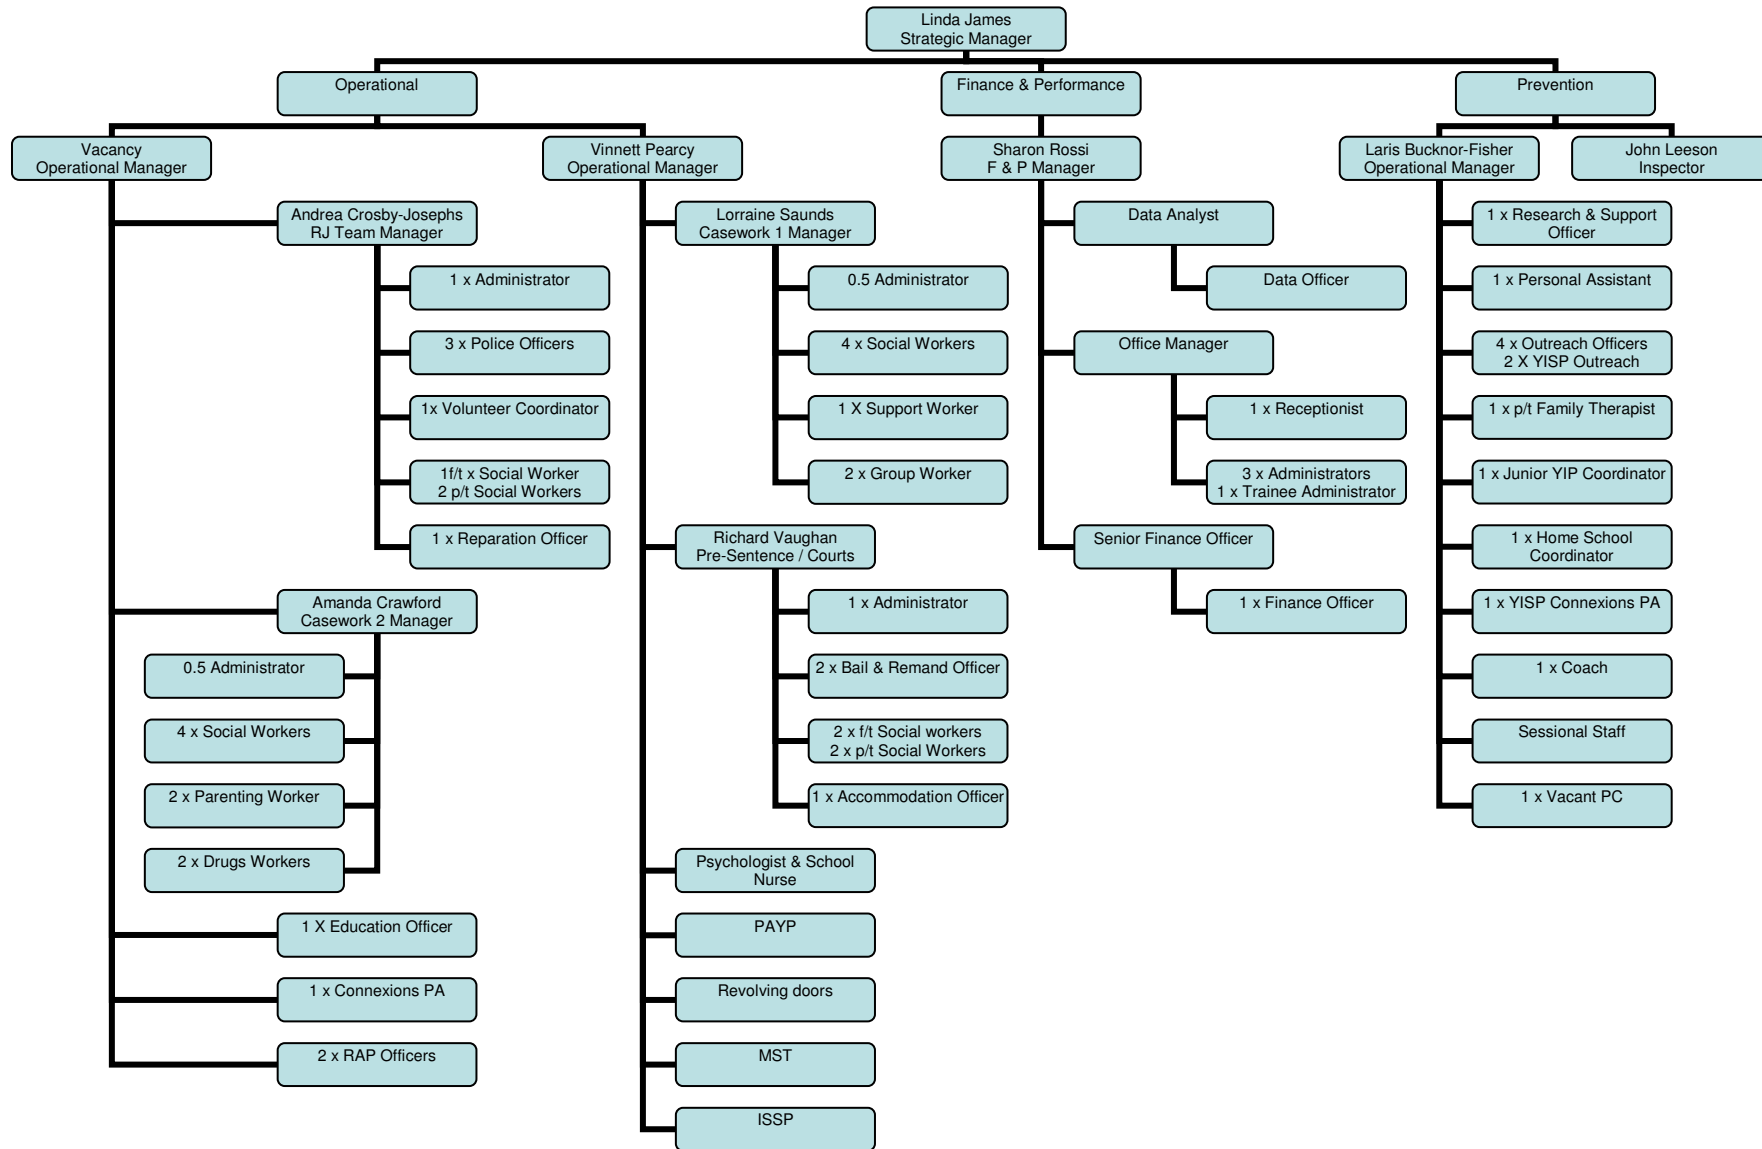 Linda James
Strategic Manager
Operational
Finance & Performance
Prevention
Vacancy
Operational Manager
Vinnett Pearcy
Operational Manager
Sharon Rossi
F & P Manager
Laris Bucknor-Fisher
Operational Manager
John Leeson
Inspector
Andrea Crosby-Josephs
RJ Team Manager
1 x Administrator
3 x Police Officers
1x Volunteer Coordinator
1f/t x Social Worker
2 p/t Social Workers
1 x Reparation Officer
Amanda Crawford
Casework 2 Manager
0.5 Administrator
4 x Social Workers
2 x Parenting Worker
2 x Drugs Workers
1 X Education Officer
1 x Connexions PA
2 x RAP Officers
Lorraine Saunds
Casework 1 Manager
0.5 Administrator
4 x Social Workers
1 X Support Worker
2 x Group Worker
Richard Vaughan
Pre-Sentence / Courts
1 x Administrator
2 x Bail & Remand Officer
2 x f/t Social workers
2 x p/t Social Workers
1 x Accommodation Officer
Psychologist & School
Nurse
PAYP
Revolving doors
MST
ISSP
Data Analyst
Data Officer
Office Manager
1 x Receptionist
3 x Administrators
1 x Trainee Administrator
Senior Finance Officer
1 x Finance Officer
1 x Research & Support
Officer
1 x Personal Assistant
4 x Outreach Officers
2 X YISP Outreach
1 x p/t Family Therapist
1 x Junior YIP Coordinator
1 x Home School
Coordinator
1 x YISP Connexions PA
1 x Coach
Sessional Staff
1 x Vacant PC